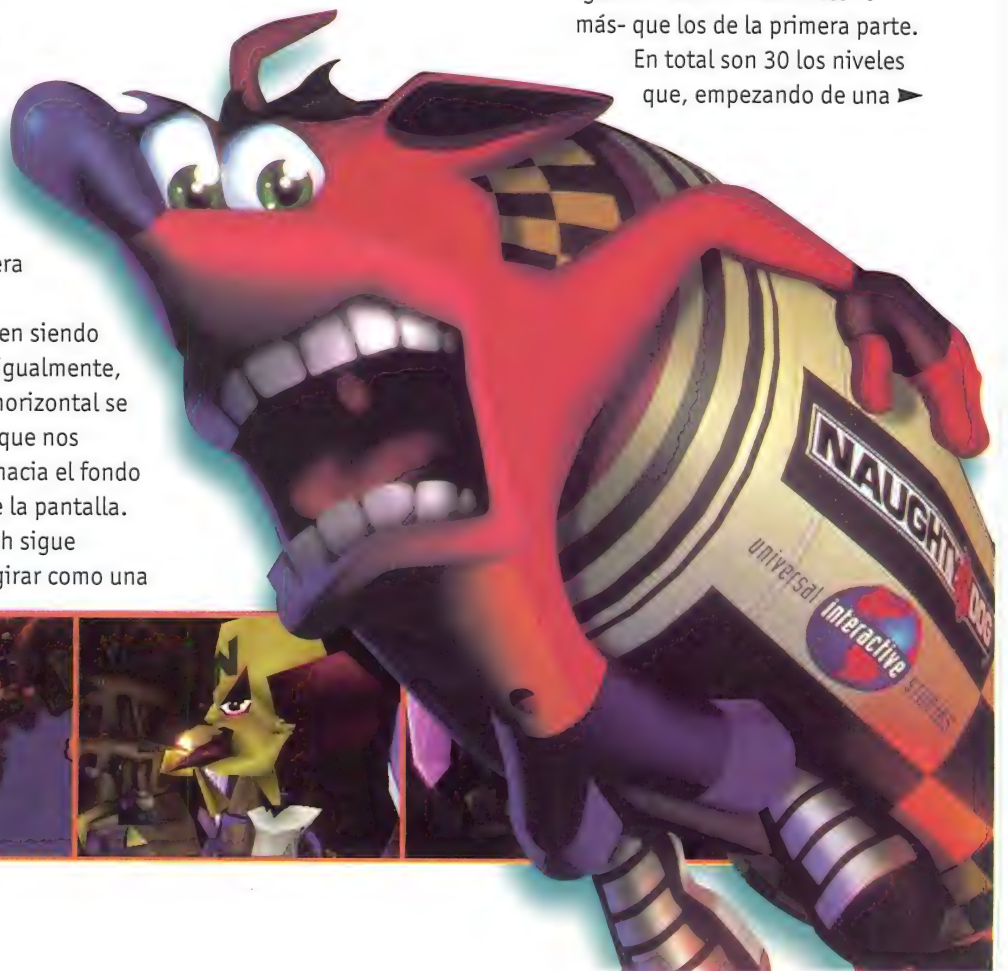 era
en siendo
igualmente,
horizontal se
que nos
hacia el fondo
e la pantalla.
h sigue
girar como una
más- que los de la primera parte.
En total son 30 los niveles
que, empezando de una ►
NAUGHTY DOG
universal
interactive
STUDIOS
N